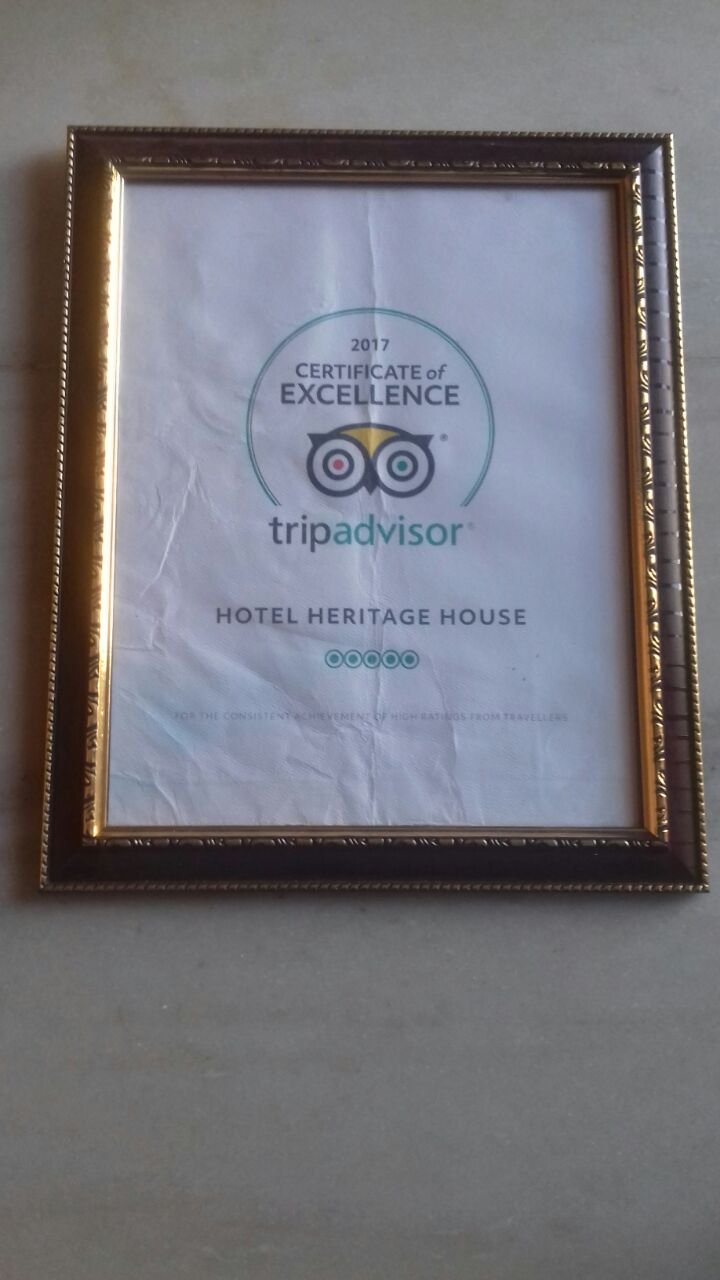 2017
CERTIFICATE of
EXCELLENCE
®
tripadvisor®
HOTEL HERITAGE HOUSE
FOR THE CONSISTENT ACHIEVEMENT OF HIGH RATINGS FROM TRAVELLERS